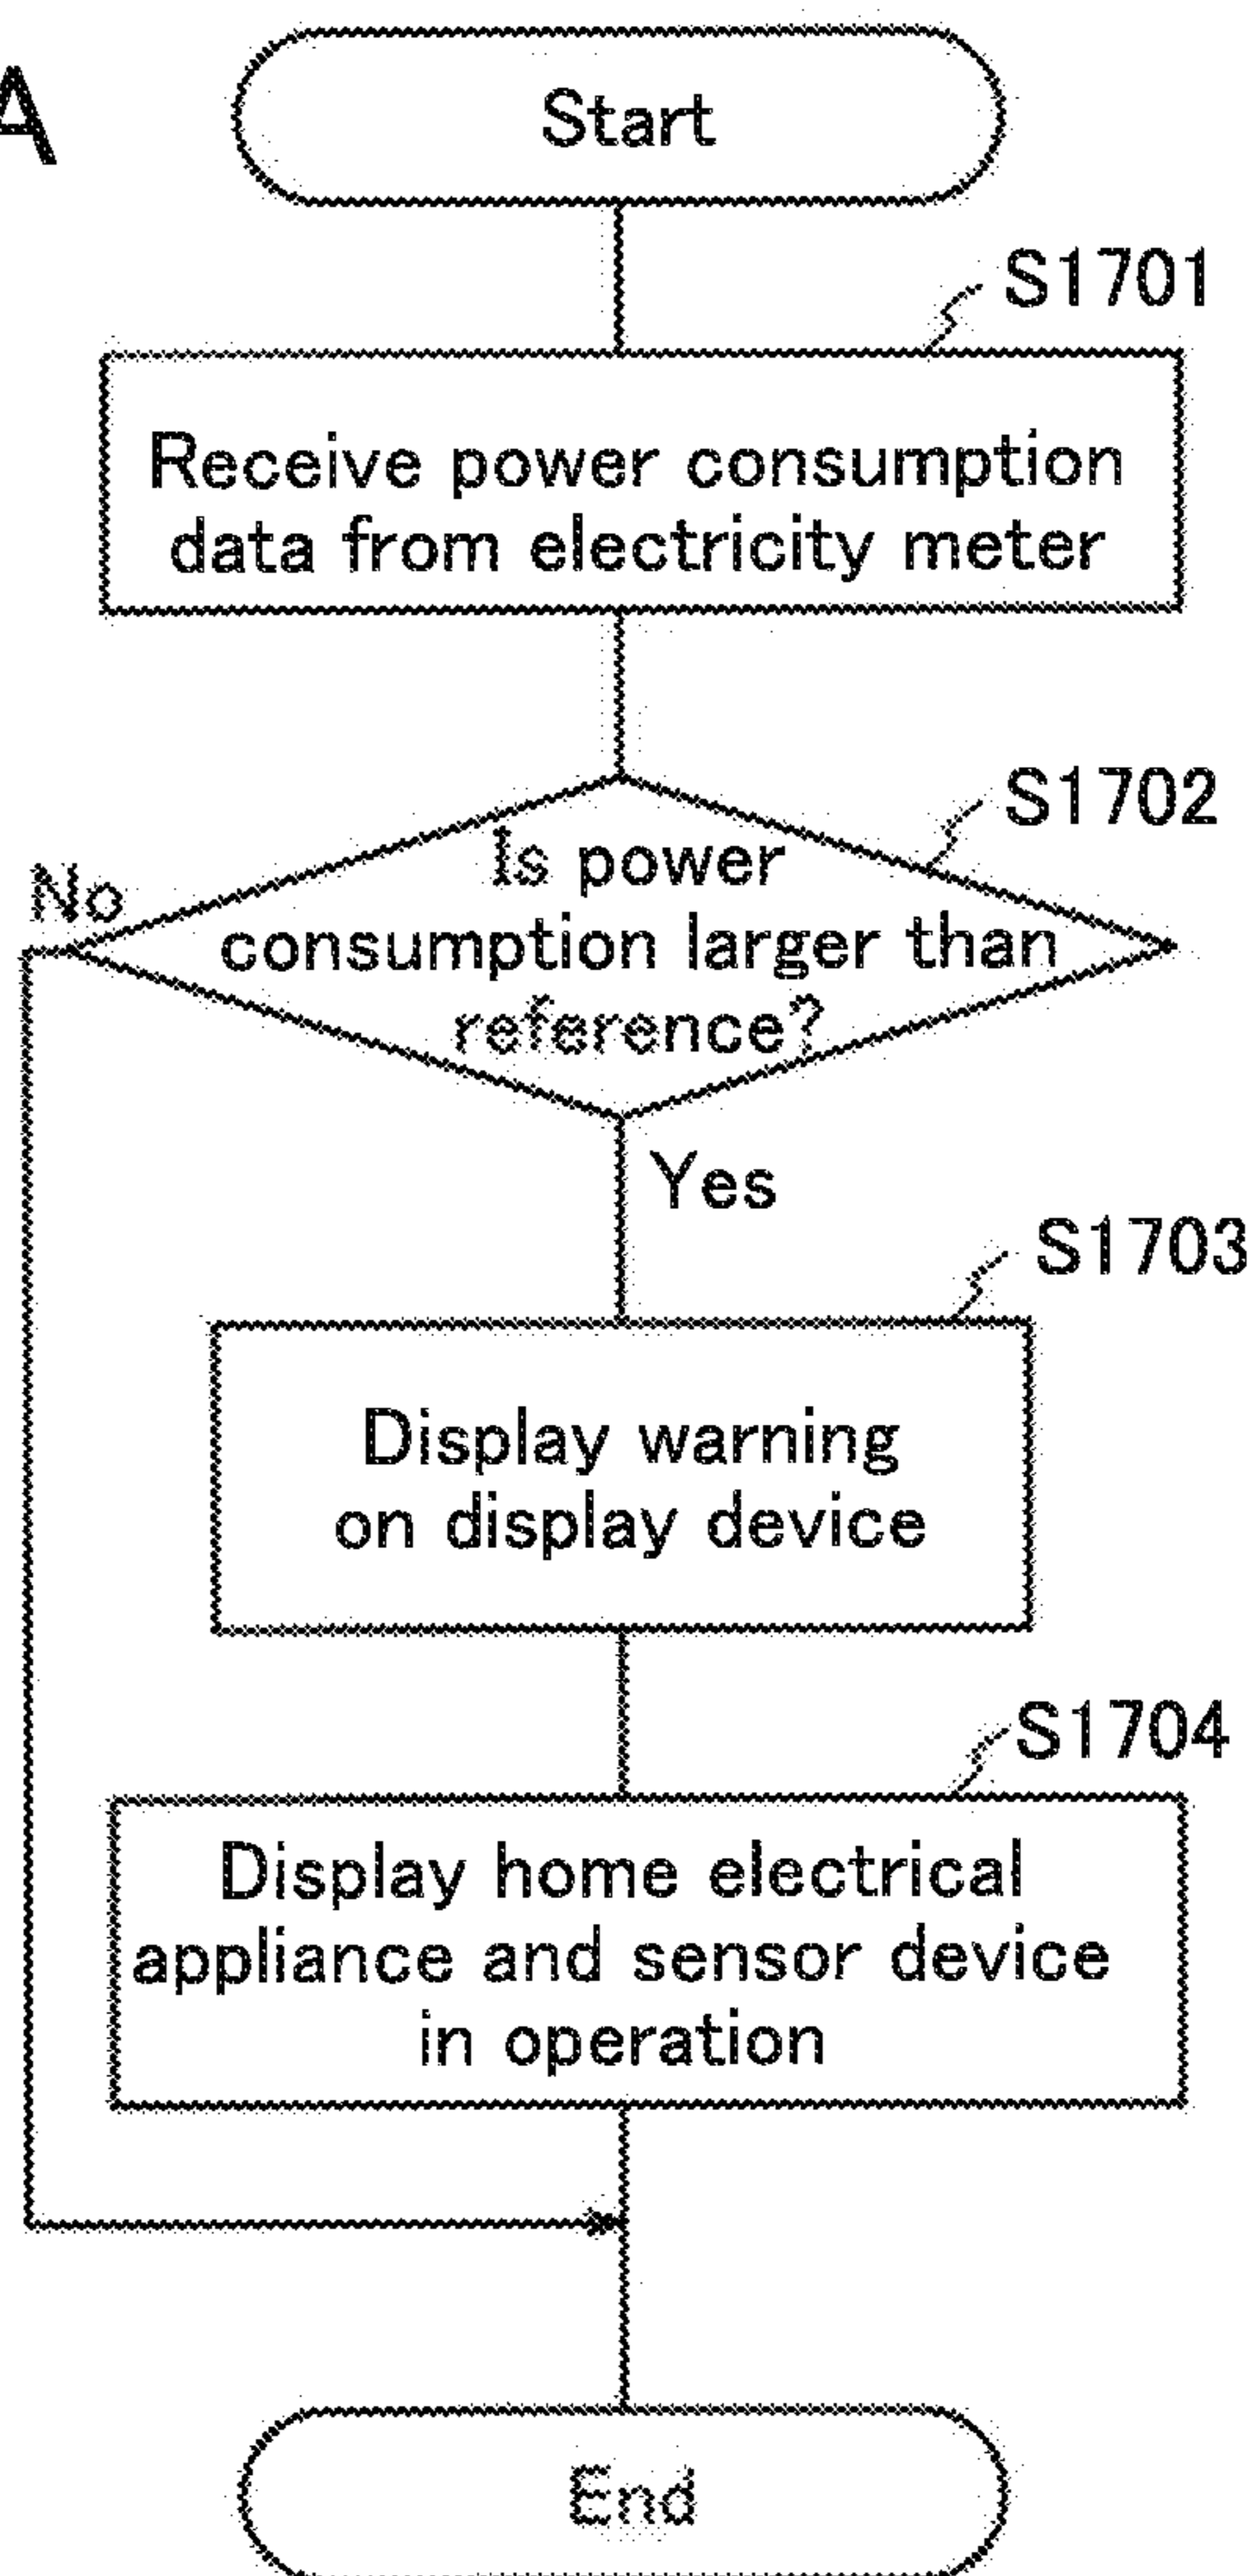 A
Start
S1701
Receive power consumption
data from electricity meter
S1702
No
Is power
consumption larger than
reference?
Yes
S1703
Display warning
on display device
S1704
Display home electrical
appliance and sensor device
in operation
End